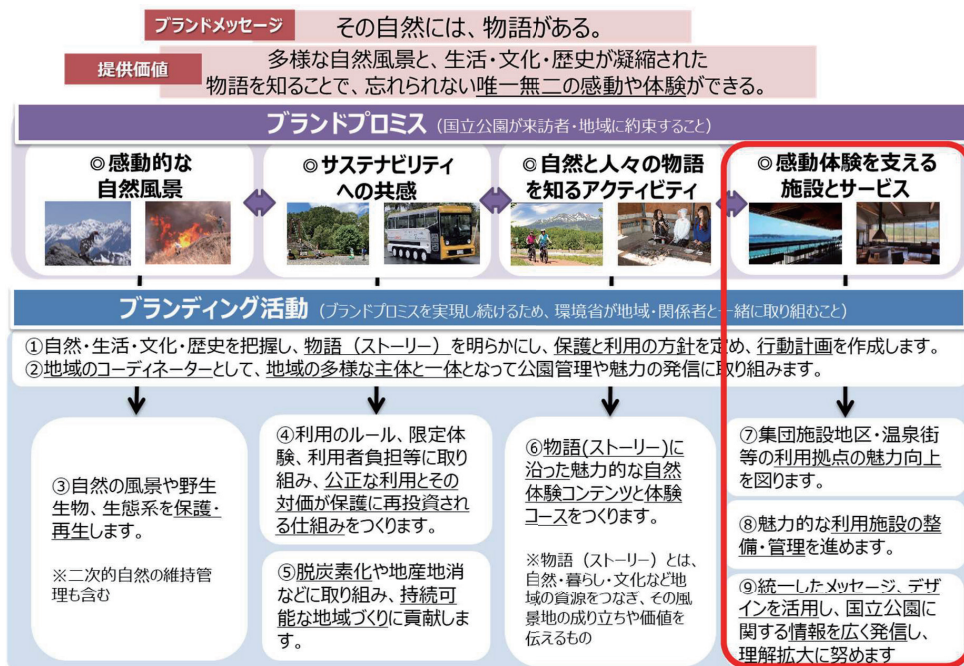 ブランドメッセージ
その自然には、物語がある。
提供価値
多様な自然風景と、生活・文化・歴史が凝縮された
物語を知ることで、忘れられない唯一無二の感動や体験ができる。
ブランドプロミス(国立公園が来訪者・地域に約束すること)
◎感動的な
自然風景
◎サステナビリティ
への共感
◎自然と人々の物語
を知るアクティビティ
◎感動体験を支える
施設とサービス
ブランディング活動(ブランドプロミスを実現し続けるため、環境省が地域・関係者と一緒に取り組むこと)
①自然・生活・文化・歴史を把握し、物語(ストーリー)を明らかにし、保護と利用の方針を定め、行動計画を作成します。
②地域のコーディネーターとして、地域の多様な主体と一体となって公園管理や魅力の発信に取り組みます。
③自然の風景や野生
生物、生態系を保護・
再生します。
※二次的自然の維持管
理も含む
④利用のルール、限定体
験、利用者負担等に取り
組み、公正な利用とその
対価が保護に再投資され
る仕組みをつくります。
⑤脱炭素化や地産地消
などに取り組み、持続可
能な地域づくりに貢献しま
す。
⑥物語(ストーリー)に
沿った魅力的な自然
体験コンテンツと体験
コースをつくります。
※物語(ストーリー)とは、
自然・暮らし・文化など地
域の資源をつなぎ、その風
景地の成り立ちや価値を
伝えるもの
⑦集団施設地区・温泉街
等の利用拠点の魅力向上
を図ります。
⑧魅力的な利用施設の整
備・管理を進めます。
⑨統一したメッセージ、デザ
インを活用し、国立公園に
関する情報を広く発信し、
理解拡大に努めます